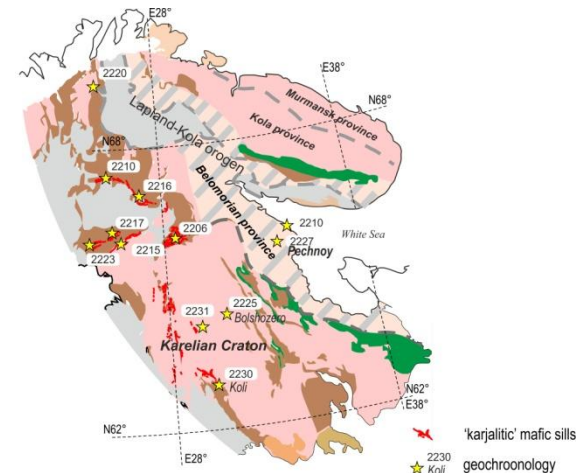 E28°
E38°
2220
Murmansk province
N68°
Lapland-Kola orogen
Kola province
N68°
2210
2216
Belomorian province
2210
2217
2206
White Sea
2227
Pechnoy
2223
2215
2225
2231
Bolshozero
Karelian Craton
2230
Koli
N62°
E38°
N62°
'karjalitic' mafic sills
E28°
2230
Koli
geochroonology